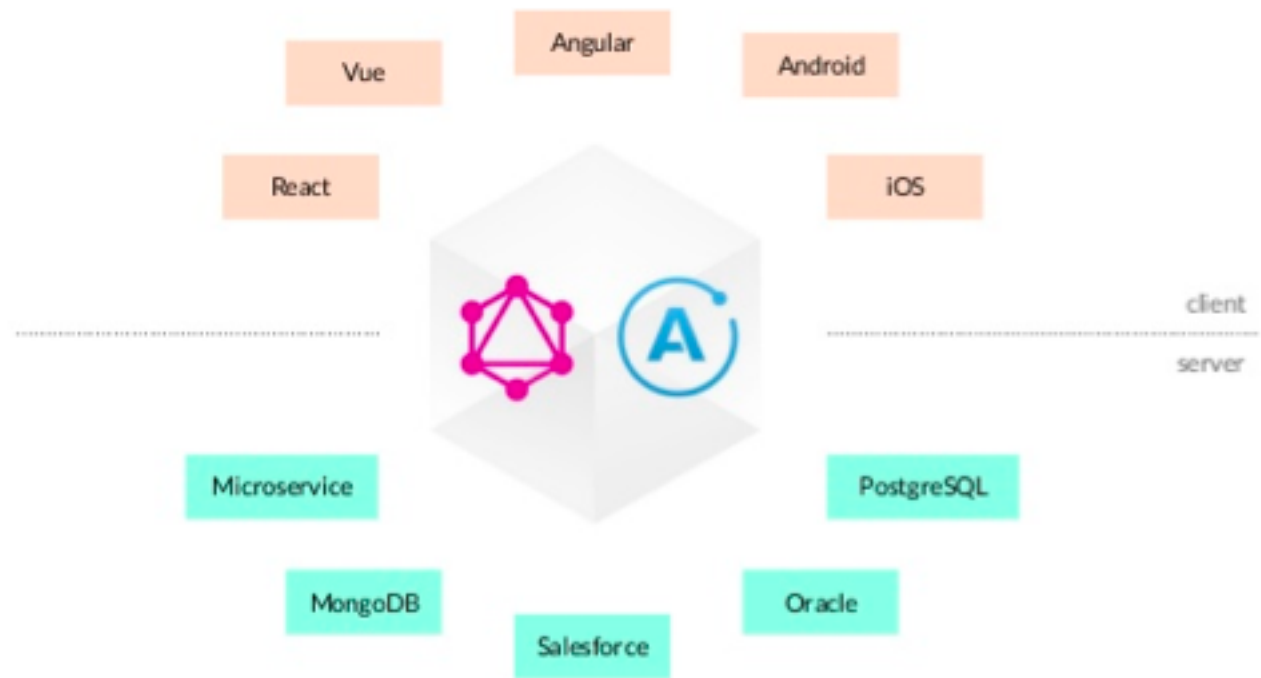 Angular
Vue
Android
React
iOS
client
server
Microservice
PostgreSQL
MongoDB
Oracle
Salesforce
A